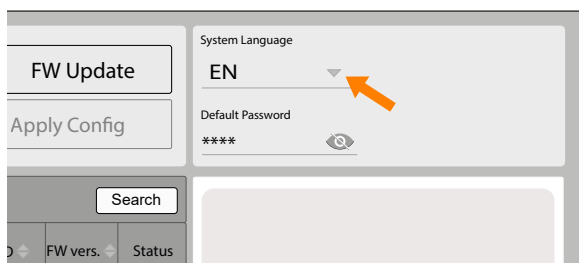 System Language
FW Update
EN
Default Password
Apply Config
****
Search
FW vers.
Status